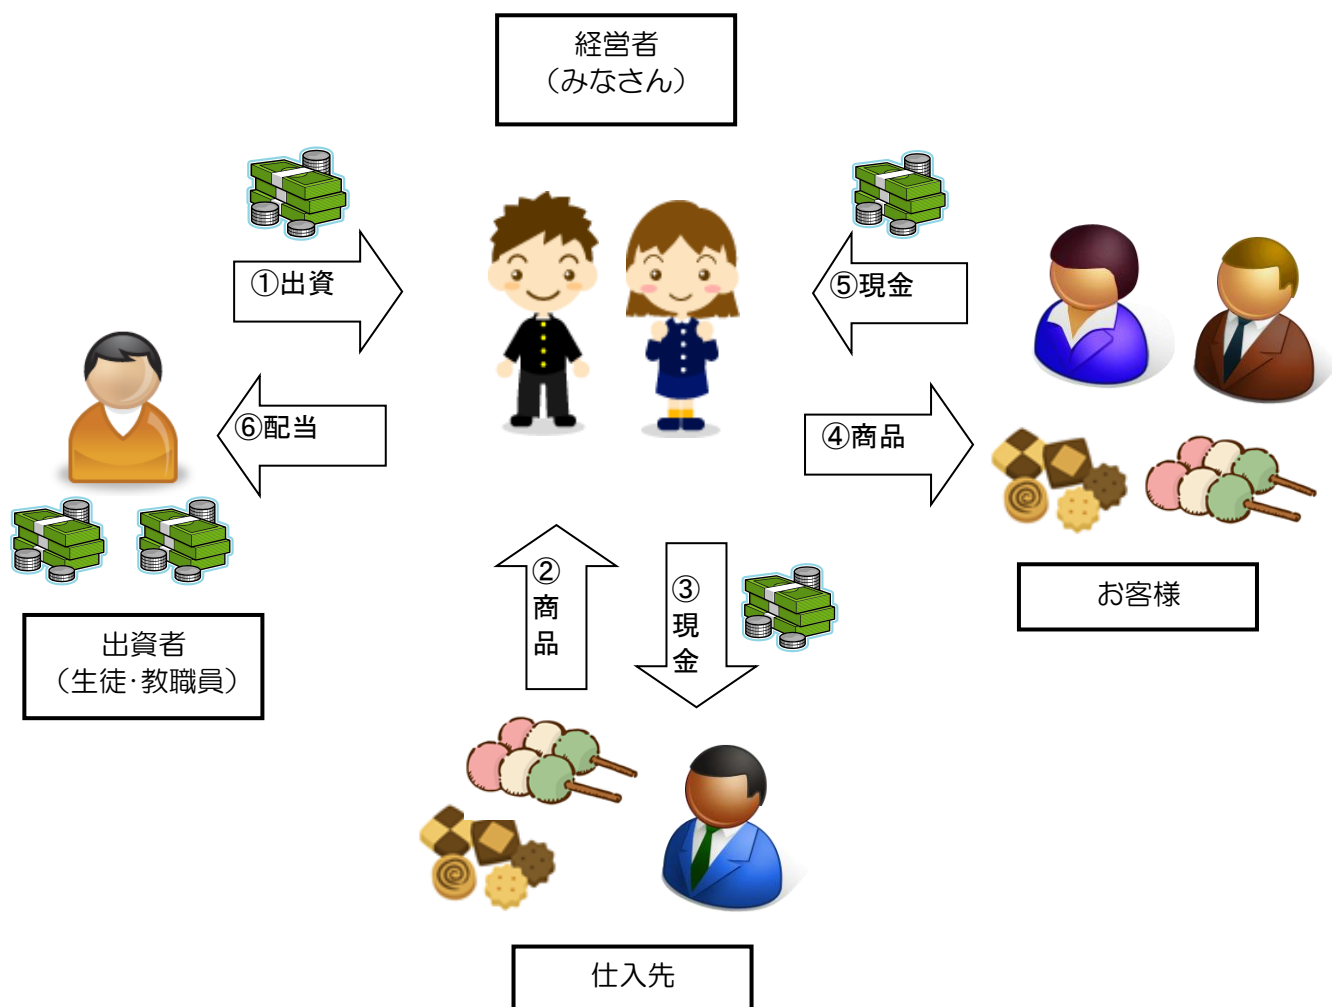 経営者
（みなさん）
①出資
⑤現金
⑥配当
④商品
②商品
③現金
お客様
出資者
（生徒・教職員）
仕入先